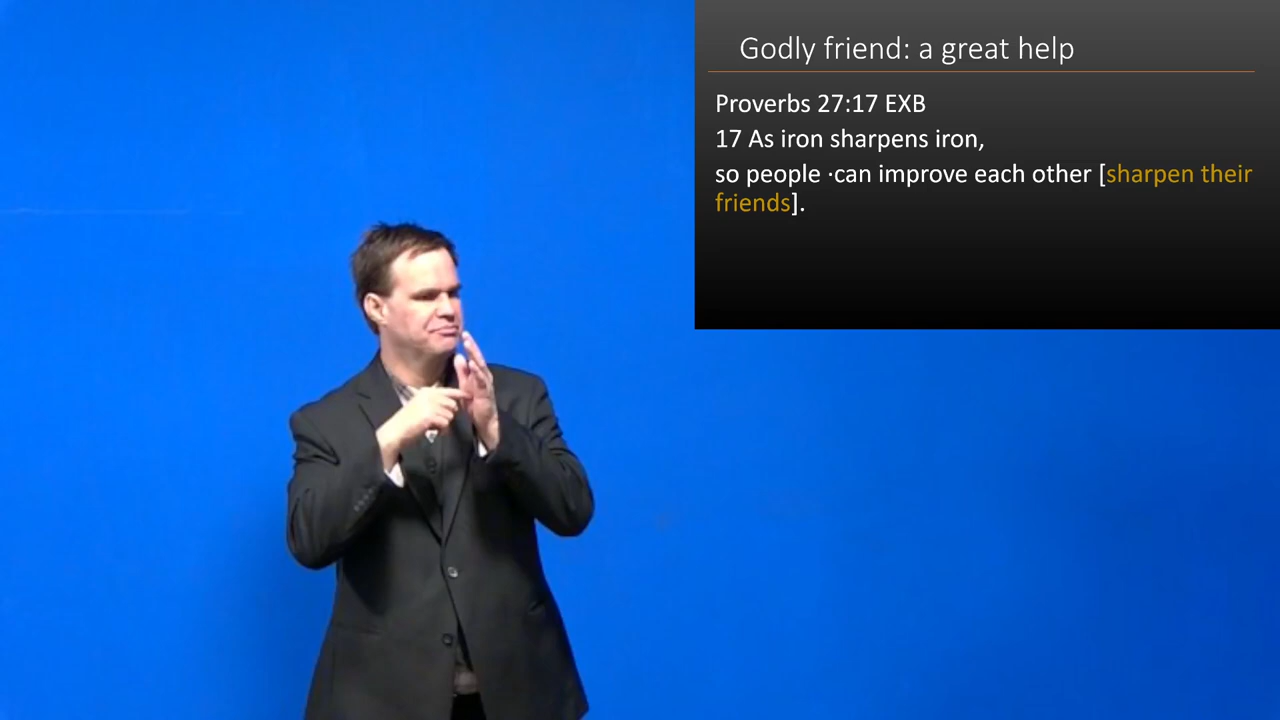 Godly friend: a great help
Proverbs 27:17 EXB
17 As iron sharpens iron,
so people ·can improve each other [sharpen their
friends].